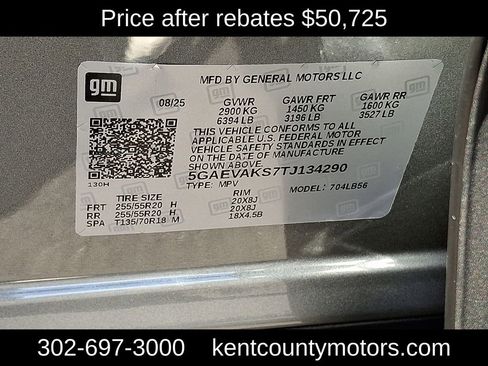 Price after rebates $50,725
gm
MFD BY GENERAL MOTORS LLC
08/25 GVWR GAWR FRT GAWR RR
2900 KG 1450 KG 1600 KG
6394 LB 3196 LB 3527 LB
THIS VEHICLE CONFORMS TO ALL
APPLICABLE U.S. FEDERAL MOTOR
VEHICLE SAFETY STANDARDS IN EFFECT
ON THE DATE OF MANUFACTURE
SHOWN ABOVE.
5GAEVAKS7TJ134290
130H TYPE: MPV MODEL: 704LB56
TIRE SIZE RIM
FRT 255/55R20 H 20X8J
RR 255/55R20 H 20X8J
SPA T135/70R18 M 18X4.5B
302-697-3000 kentcountymotors.com